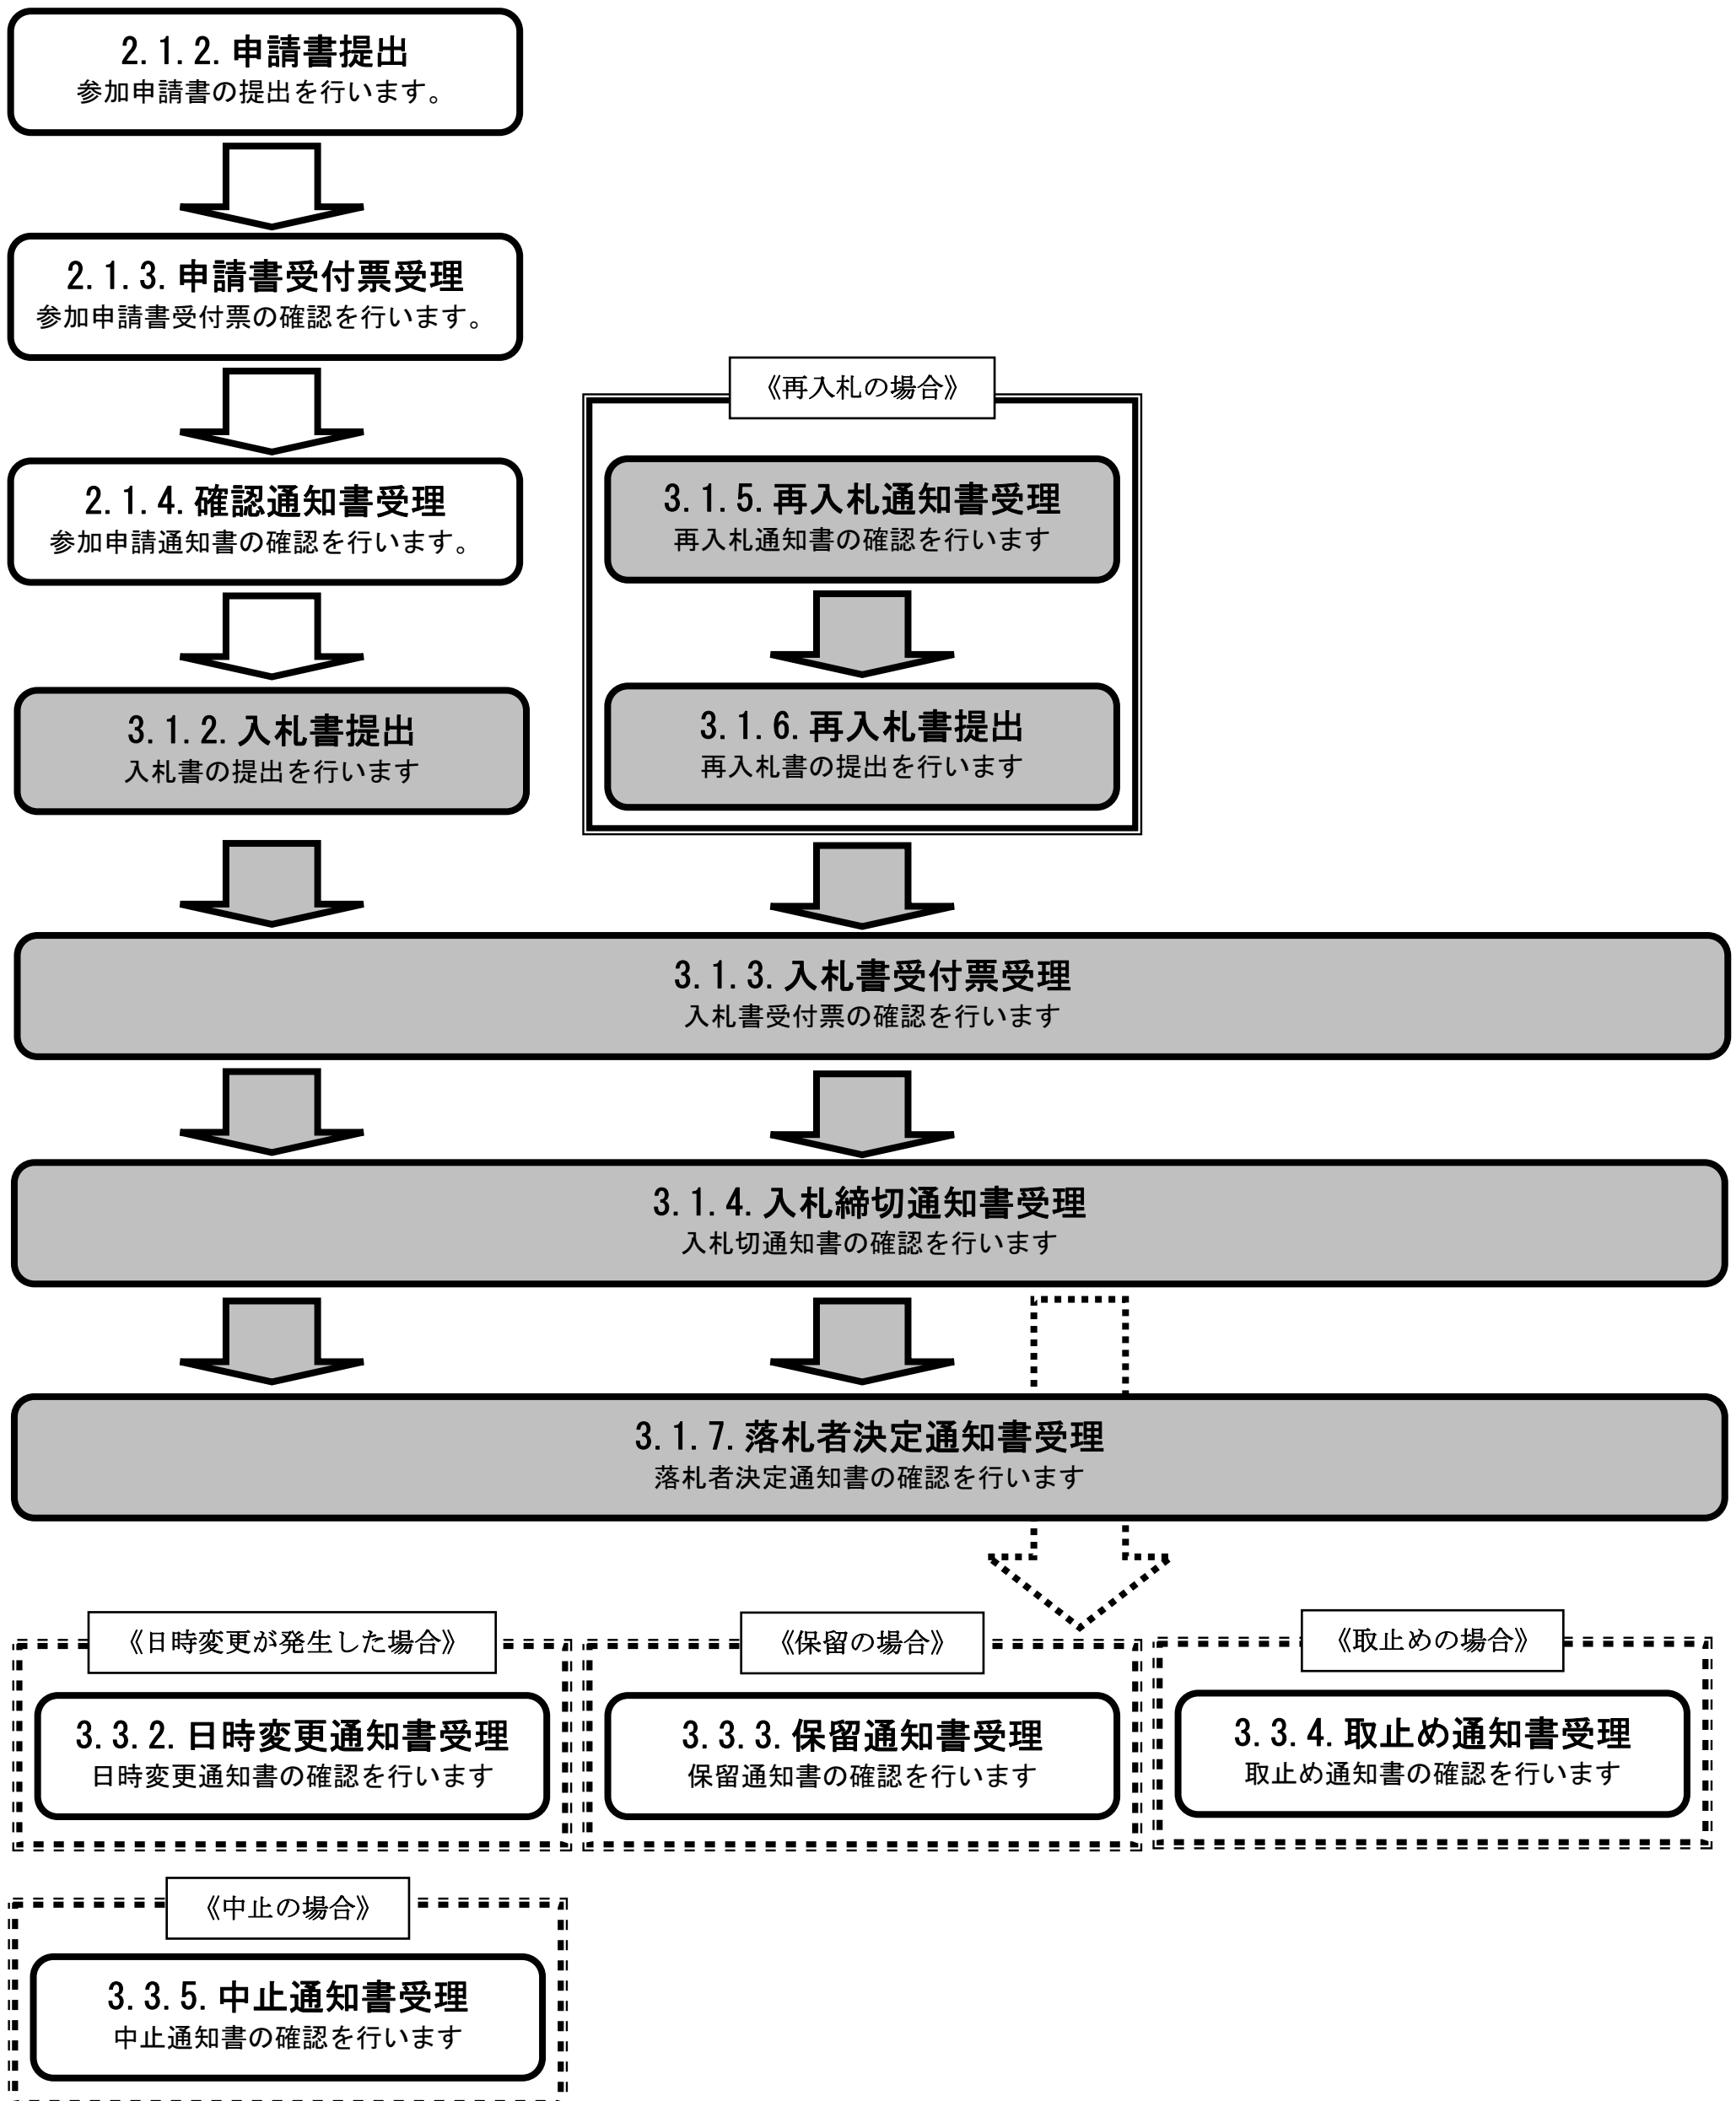 2.1.2.申請書提出
参加申請書の提出を行います。
2.1.3.申請書受付票受理
参加申請書受付票の確認を行います。
2.1.4.確認通知書受理
参加申請通知書の確認を行います。
《再入札の場合》
3.1.5.再入札通知書受理
再入札通知書の確認を行います
3.1.6.再入札書提出
再入札書の提出を行います
3.1.2.入札書提出
入札書の提出を行います
3.1.3.入札書受付票受理
入札書受付票の確認を行います
3.1.4.入札締切通知書受理
入札切通知書の確認を行います
3.1.7.落札者決定通知書受理
落札者決定通知書の確認を行います
《日時変更が発生した場合》
3.3.2.日時変更通知書受理
日時変更通知書の確認を行います
《保留の場合》
3.3.3.保留通知書受理
保留通知書の確認を行います
《取止めの場合》
3.3.4.取止め通知書受理
取止め通知書の確認を行います
《中止の場合》
3.3.5.中止通知書受理
中止通知書の確認を行います